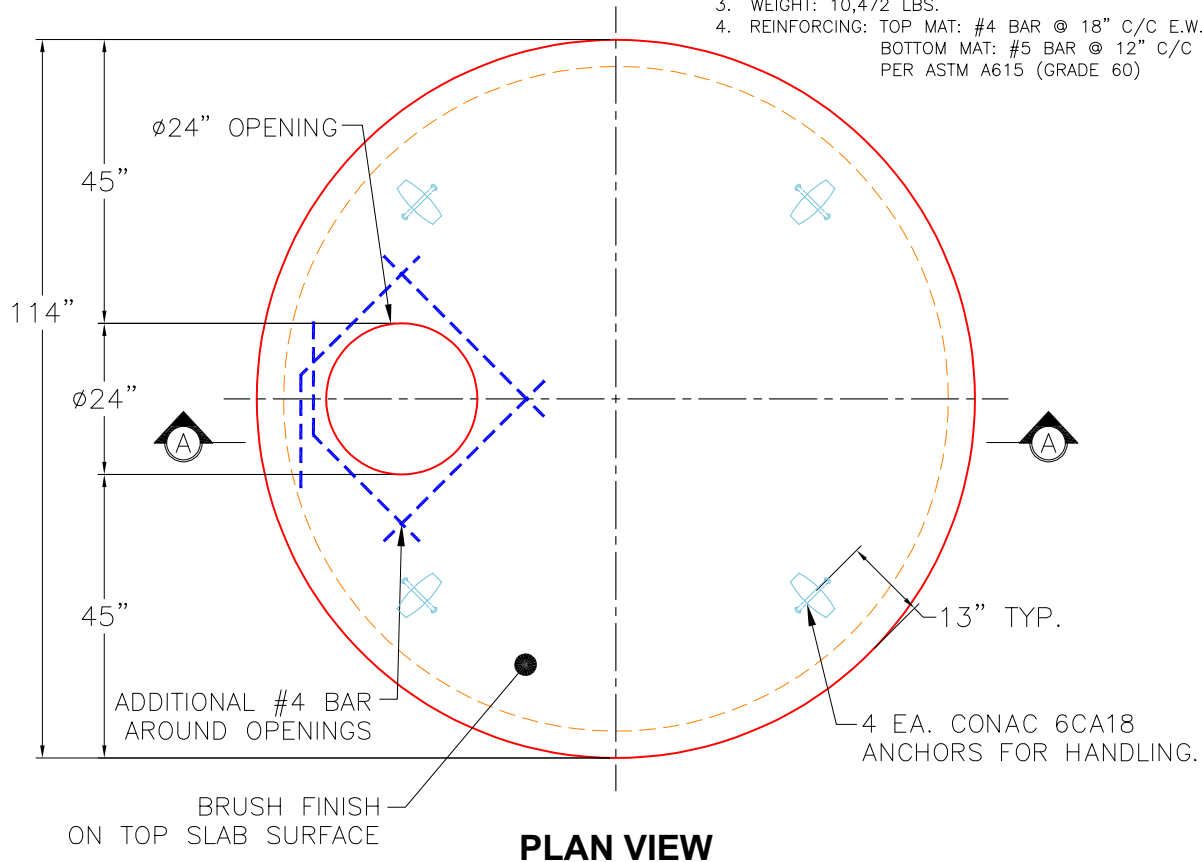 3. WEIGHT: 10,472 LBS.
4. REINFORCING: TOP MAT: #4 BAR @ 18” C/C E.W.
BOTTOM MAT: #5 BAR @ 12” C/C
PER ASTM A615 (GRADE 60)
ø24” OPENING
45”
114”
ø24”
A
A
45”
13” TYP.
ADDITIONAL #4 BAR
AROUND OPENINGS
4 EA. CONAC 6CA18
ANCHORS FOR HANDLING.
BRUSH FINISH
ON TOP SLAB SURFACE
PLAN VIEW